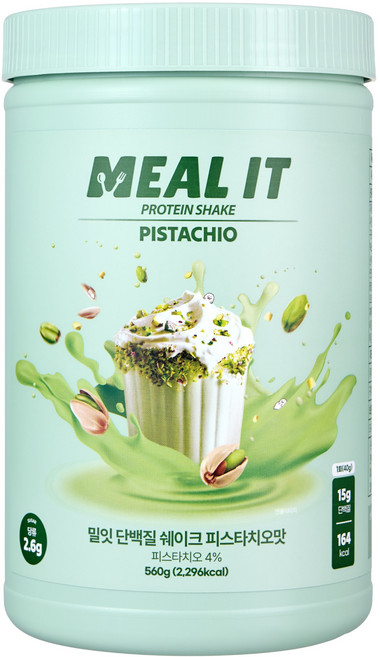 MEAL IT
PROTEIN SHAKE
PISTACHIO
1회(40g)
15g
단백질
164
kcal
당류
2.6g
밀잇 단백질 쉐이크 피스타치오맛
피스타치오 4%
560g (2,296kcal)